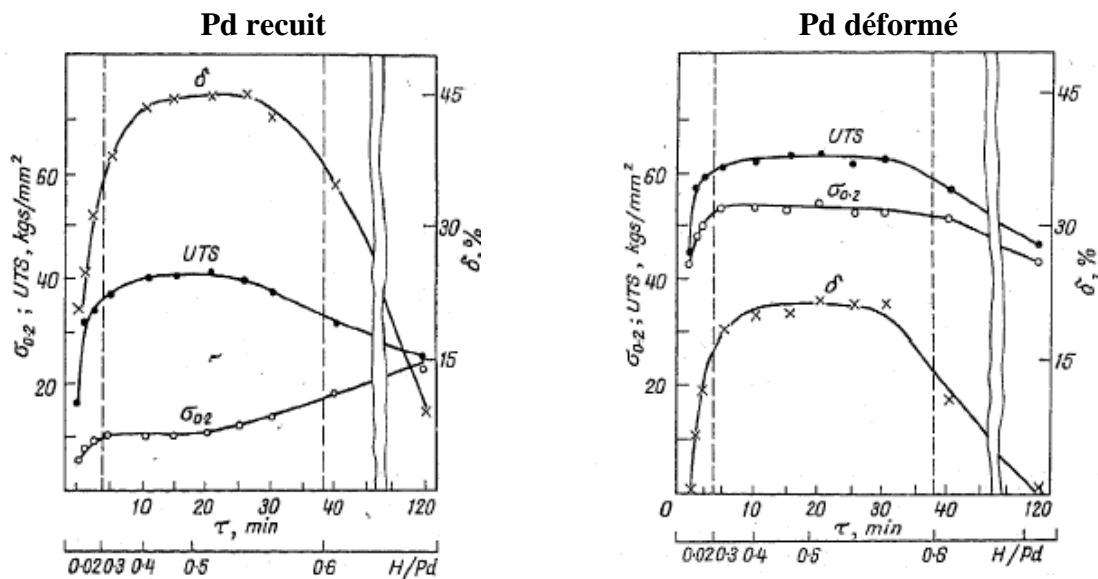 Pd recuit
δ
45
60
UTS
30
40
15
20
σ0·2
σ0·2 ; UTS, kgs/mm²
δ, %
10 20 30 40 120
τ, min
0·02 0·3 0·4 0·5 0·6 H/Pd
Pd déformé
45
UTS
60
σ0·2
30
40
δ
15
20
σ0·2 ; UTS, kgs/mm²
δ, %
0 10 20 30 40 120
τ, min
0·02 0·3 0·4 0·5 0·6 H/Pd